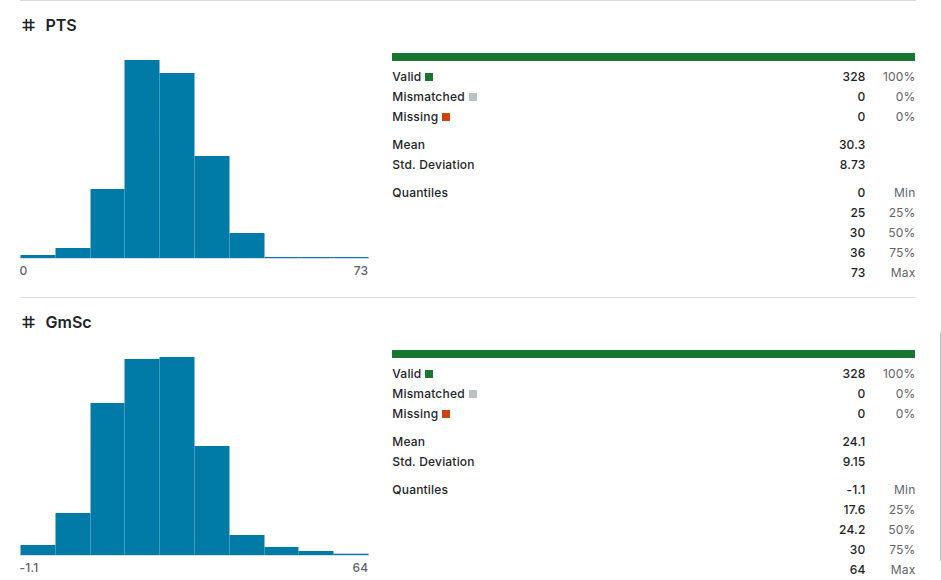 # PTS
Valid 328 100%
Mismatched 0 0%
Missing 0 0%
Mean 30.3
Std. Deviation 8.73
Quantiles 0 Min
25 25%
30 50%
36 75%
0 73 73 Max
# GmSc
Valid 328 100%
Mismatched 0 0%
Missing 0 0%
Mean 24.1
Std. Deviation 9.15
Quantiles -1.1 Min
17.6 25%
24.2 50%
30 75%
-1.1 64 64 Max